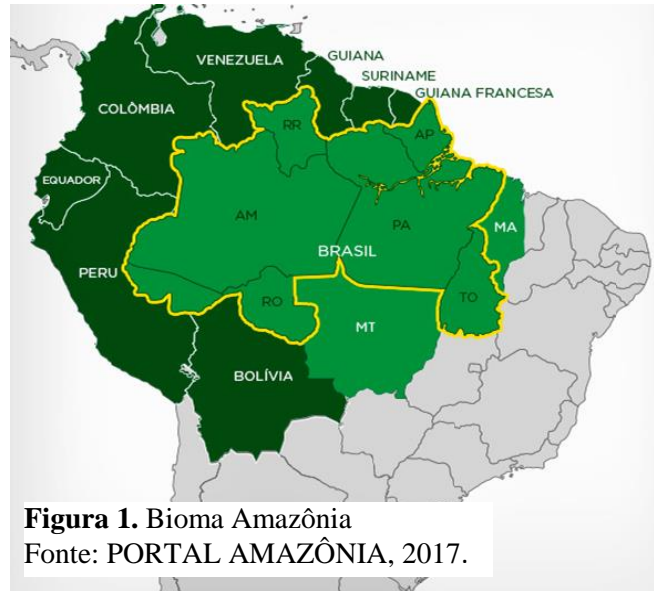 VENEZUELA
GUIANA
SURINAME
GUIANA FRANCESA
COLÔMBIA
RR
AP
EQUADOR
AM
PA
MA
BRASIL
PERU
RO
TO
MT
BOLÍVIA
Figura 1. Bioma Amazônia
Fonte: PORTAL AMAZÔNIA, 2017.